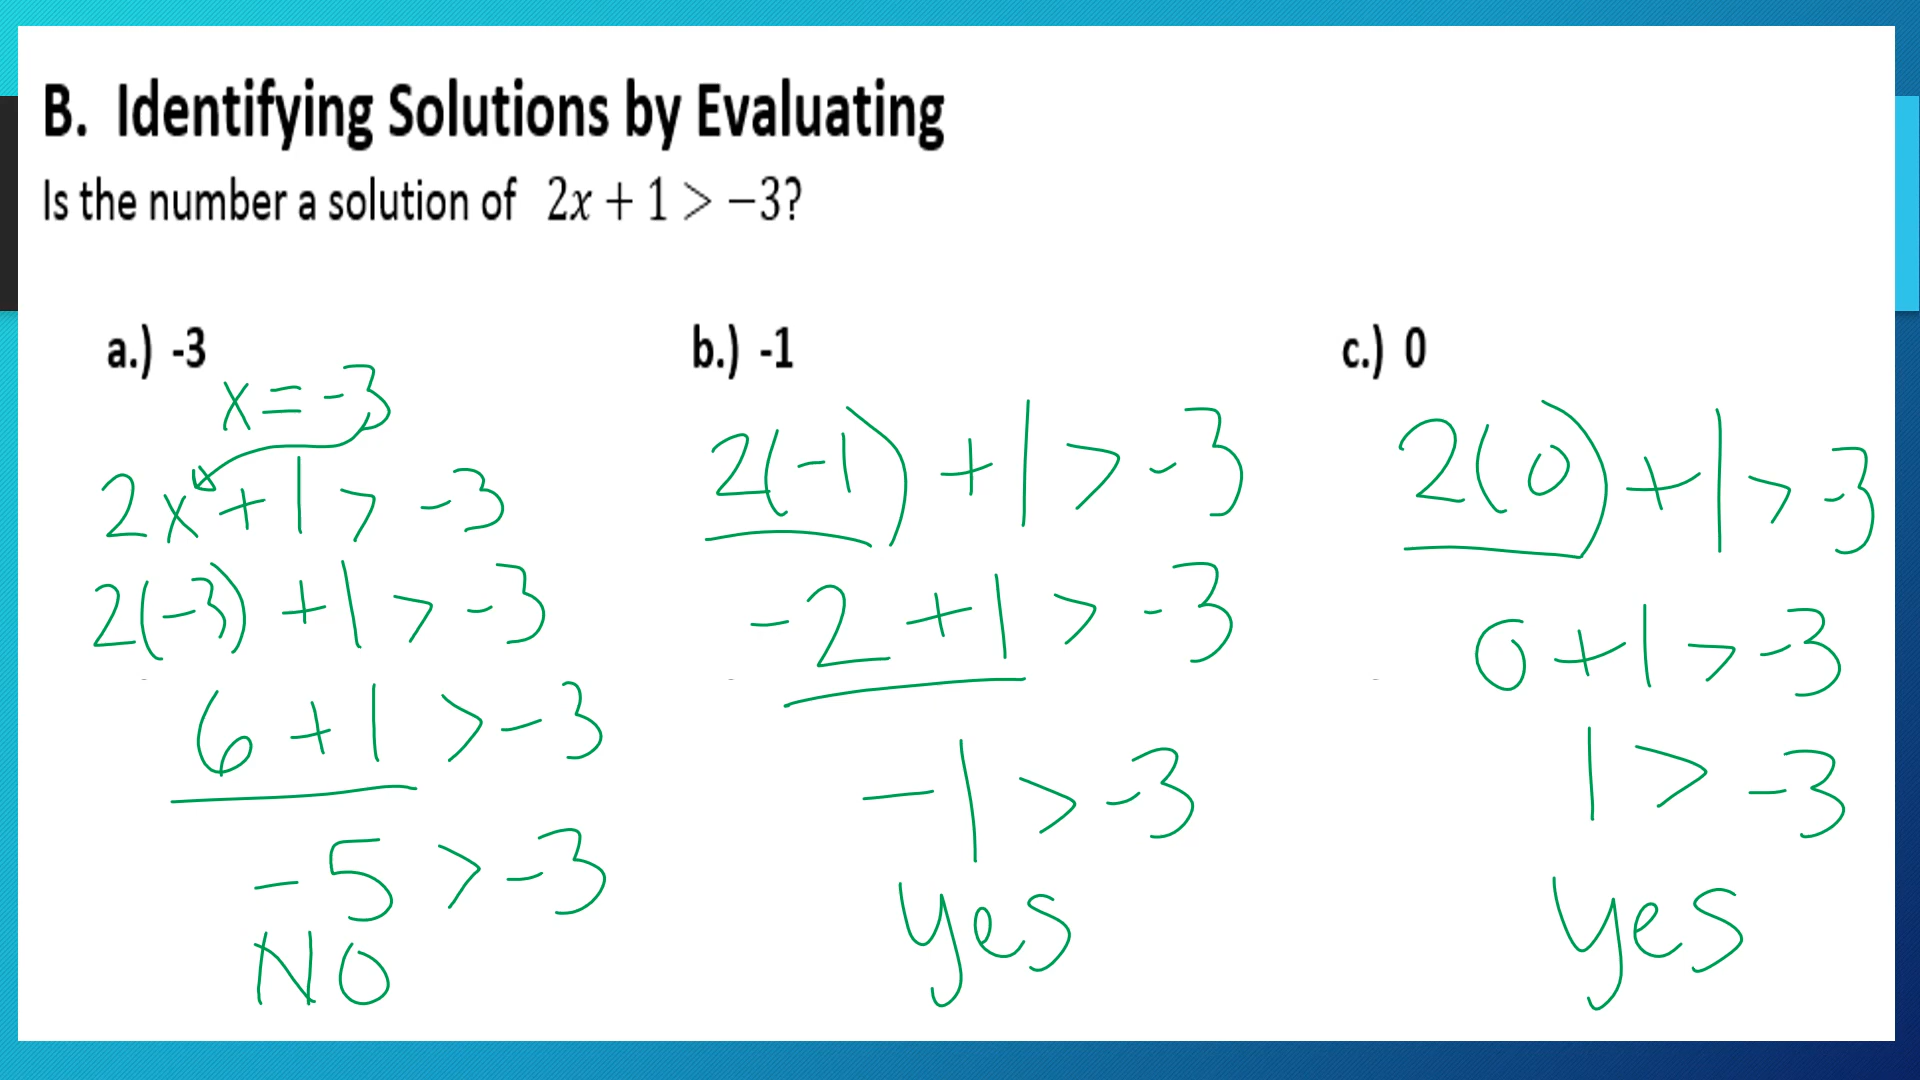 B. Identifying Solutions by Evaluating
Is the number a solution of 2x + 1 > −3?
a.) -3
x = -3
2x + 1 > -3
2(-3) + 1 > -3
6 + 1 > -3
-5 > -3
NO
b.) -1
2(-1) + 1 > -3
-2 + 1 > -3
-1 > -3
yes
c.) 0
2(0) + 1 > -3
0 + 1 > -3
1 > -3
yes